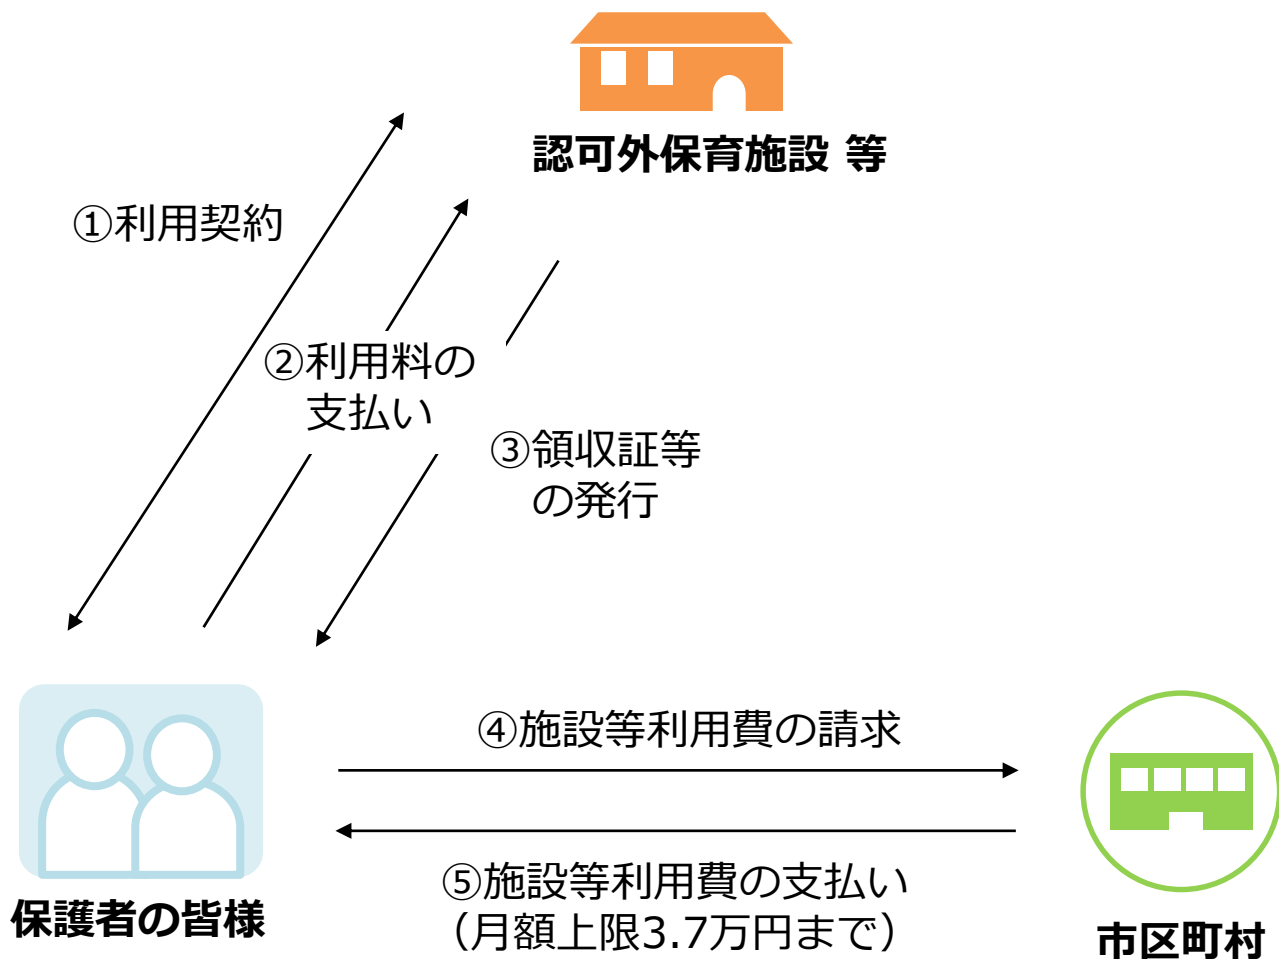 認可外保育施設 等
①利用契約
②利用料の
支払い
③領収証等
の発行
④施設等利用費の請求
⑤施設等利用費の支払い
（月額上限3.7万円まで）
保護者の皆様
市区町村